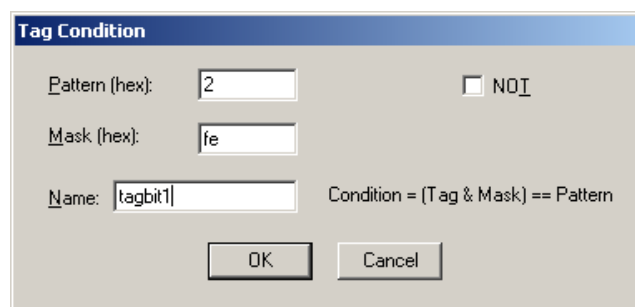 Tag Condition
Pattern (hex): 2 NOT
Mask (hex): fe
Name: tagbit1 Condition = (Tag & Mask) == Pattern
OK Cancel